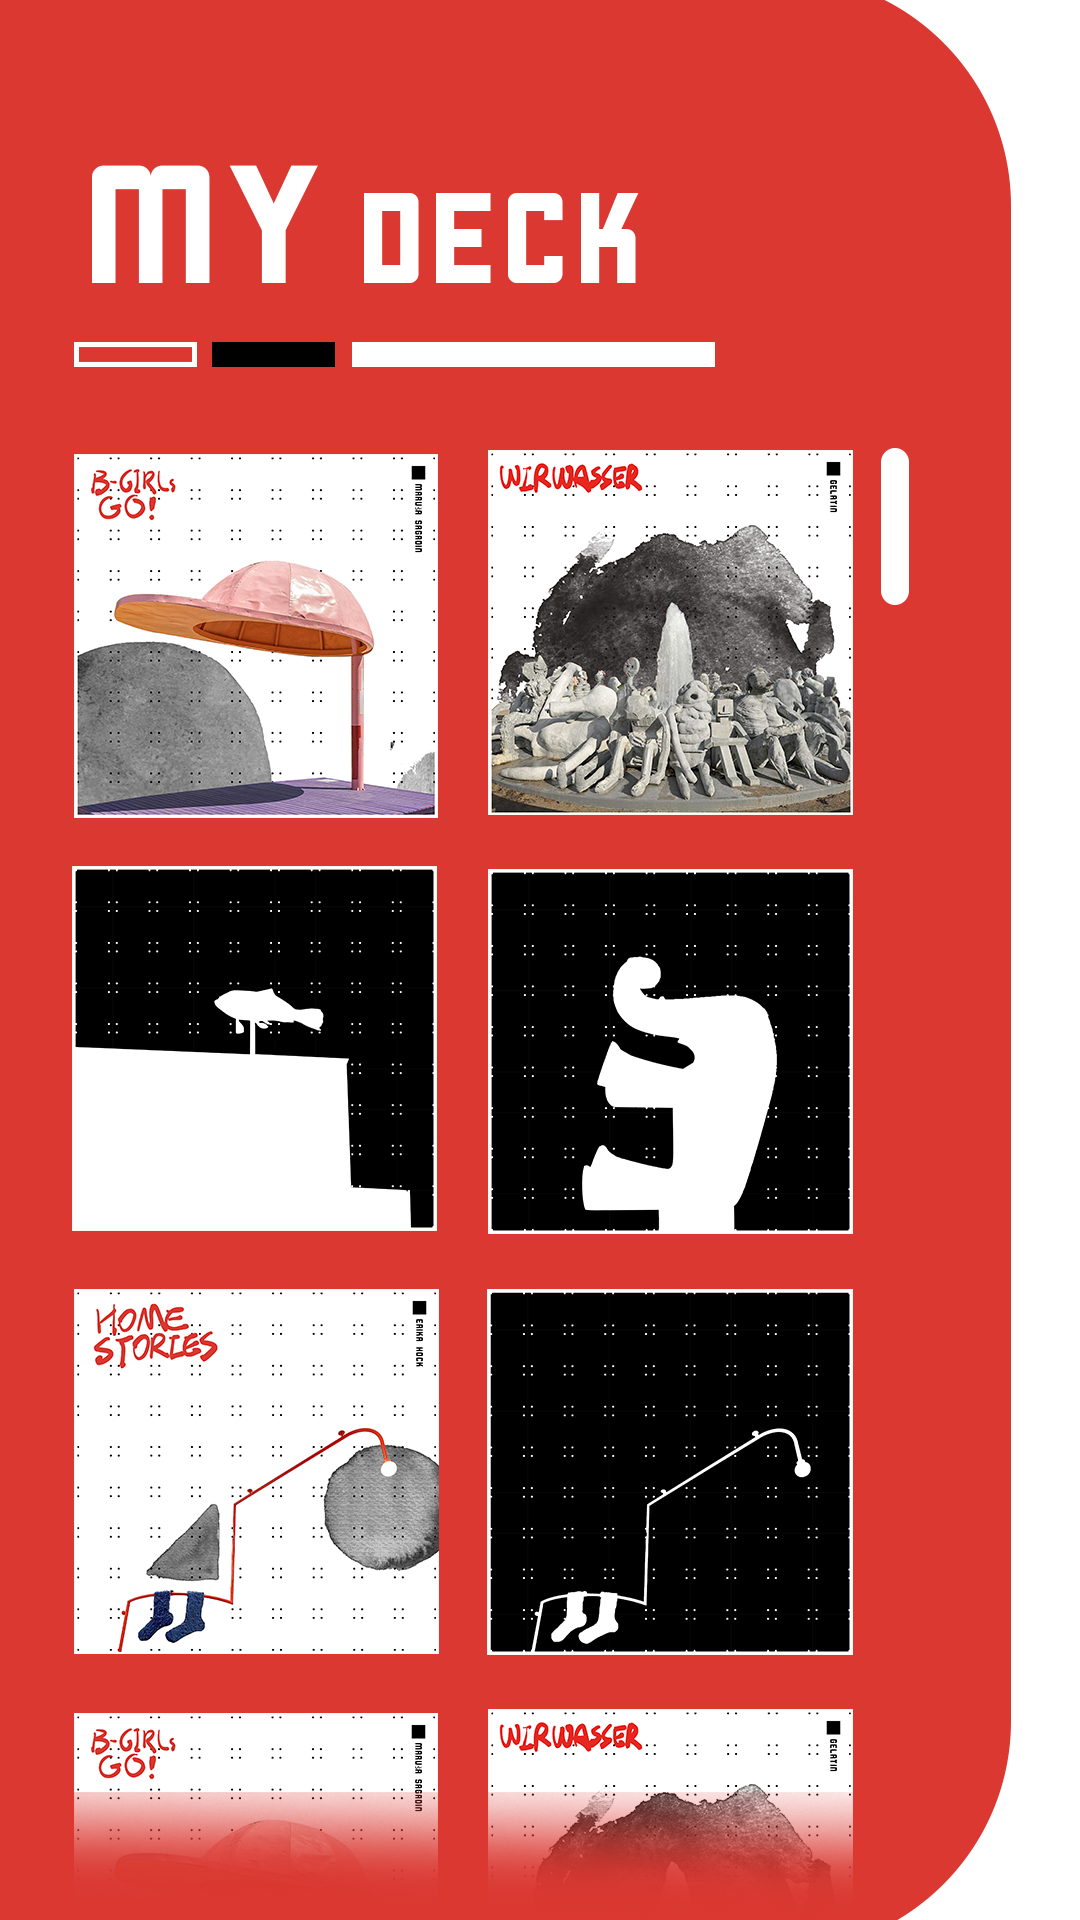 MY DECK
B-GIRLs
GO!
MARUŠA SAGADIN
WIRWASSER
GELATIN
HOME
STORIES
ERIKA HOCK
B-GIRLs
GO!
MARUŠA SAGADIN
WIRWASSER
GELATIN